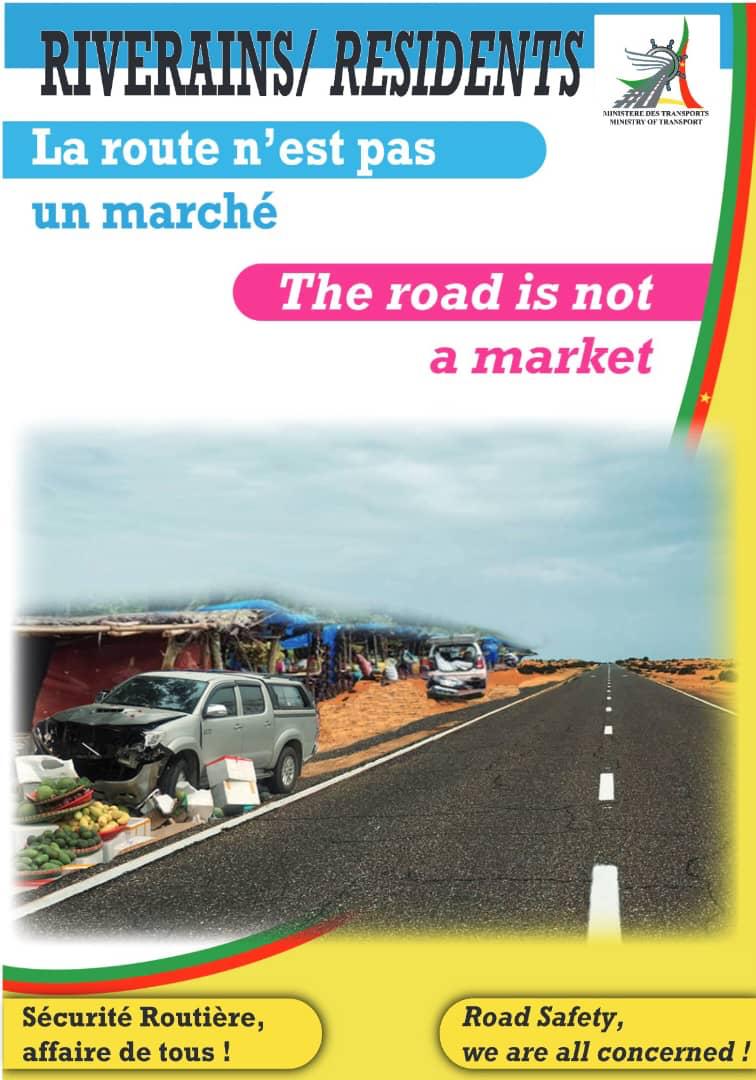 RIVERAINS/ RESIDENTS
MINISTERE DES TRANSPORTS
MINISTRY OF TRANSPORT
La route n'est pas
un marché
The road is not
a market
Sécurité Routière,
affaire de tous !
Road Safety,
we are all concerned !